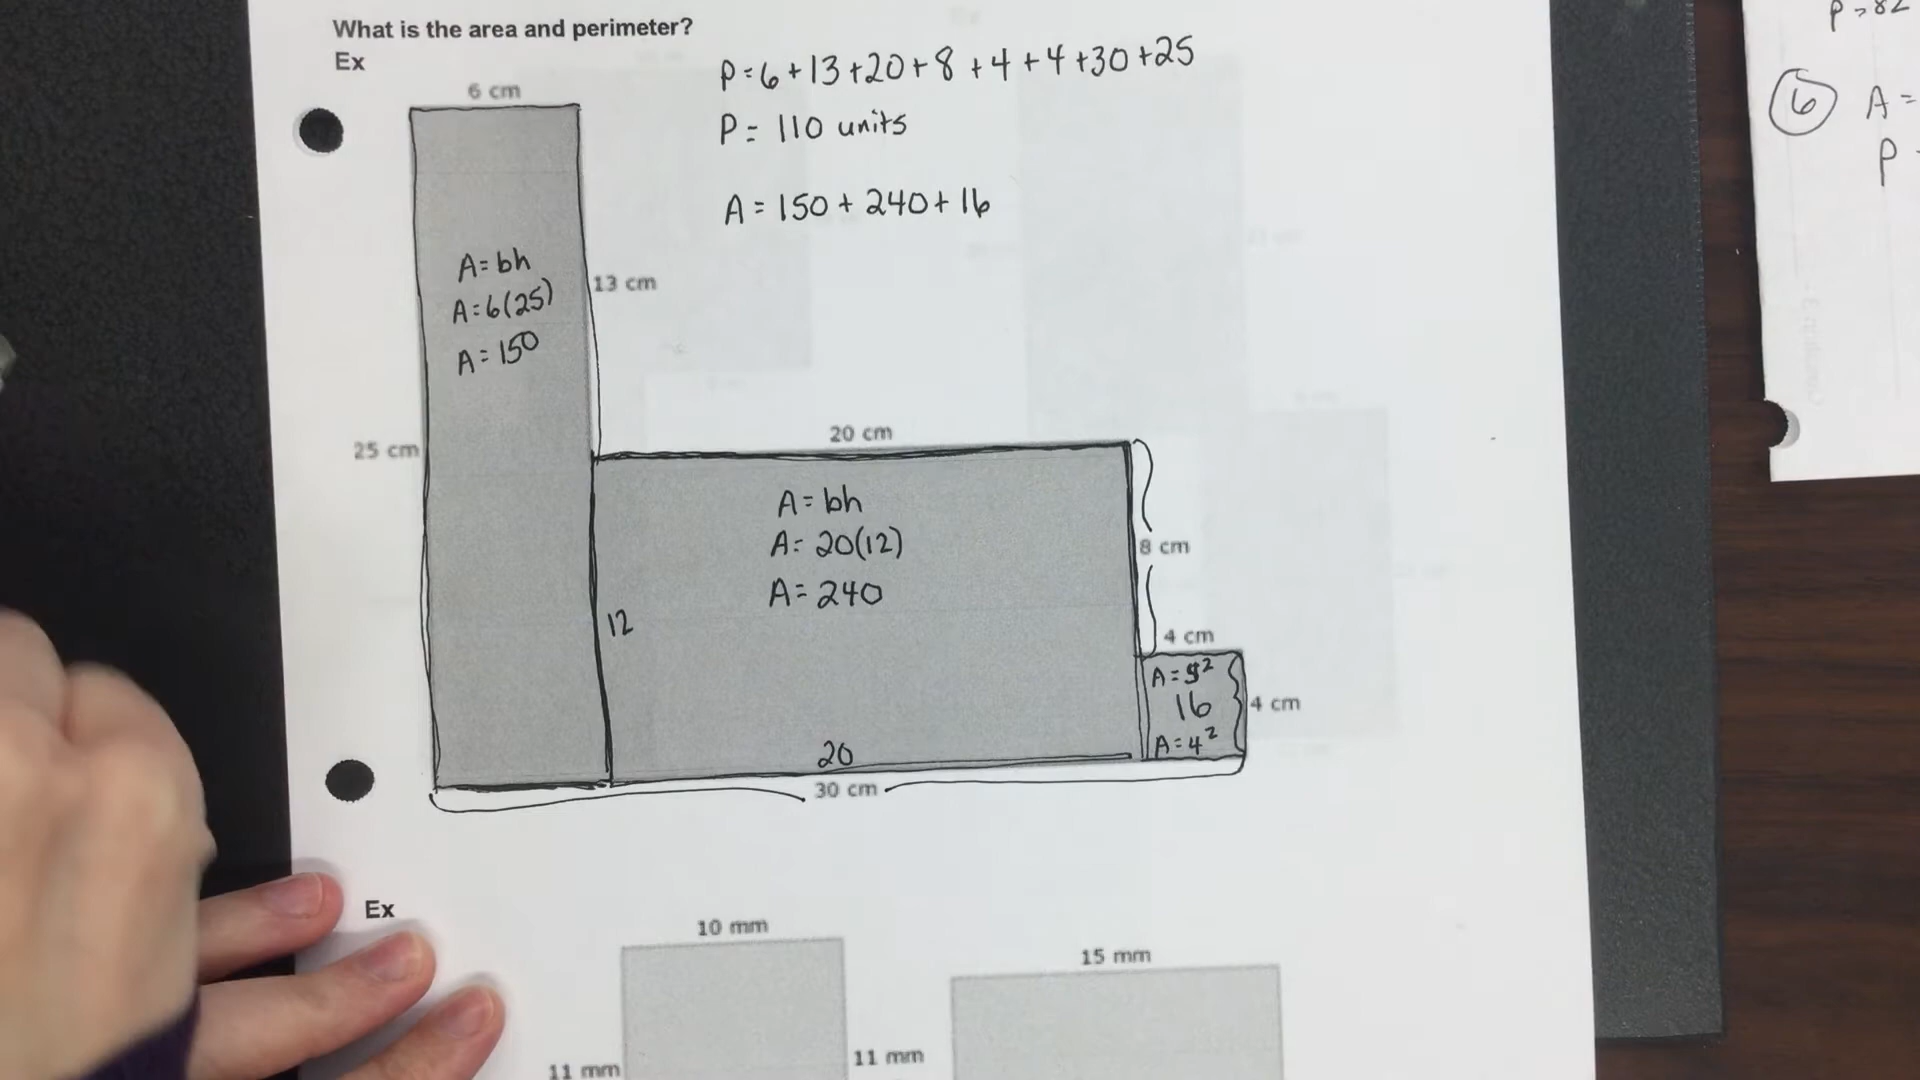 What is the area and perimeter?
Ex
P=6+13+20+8+4+4+30+25
P= 110 units
A= 150+ 240+ 16
6 cm
A=bh
A=6(25)
A=150
13 cm
25 cm
20 cm
A= bh
A= 20(12)
A= 240
12
8 cm
4 cm
A=s²
16
A=4²
4 cm
20
30 cm
Ex
10 mm
15 mm
11 mm
11 mm
P=82
6 A=
P